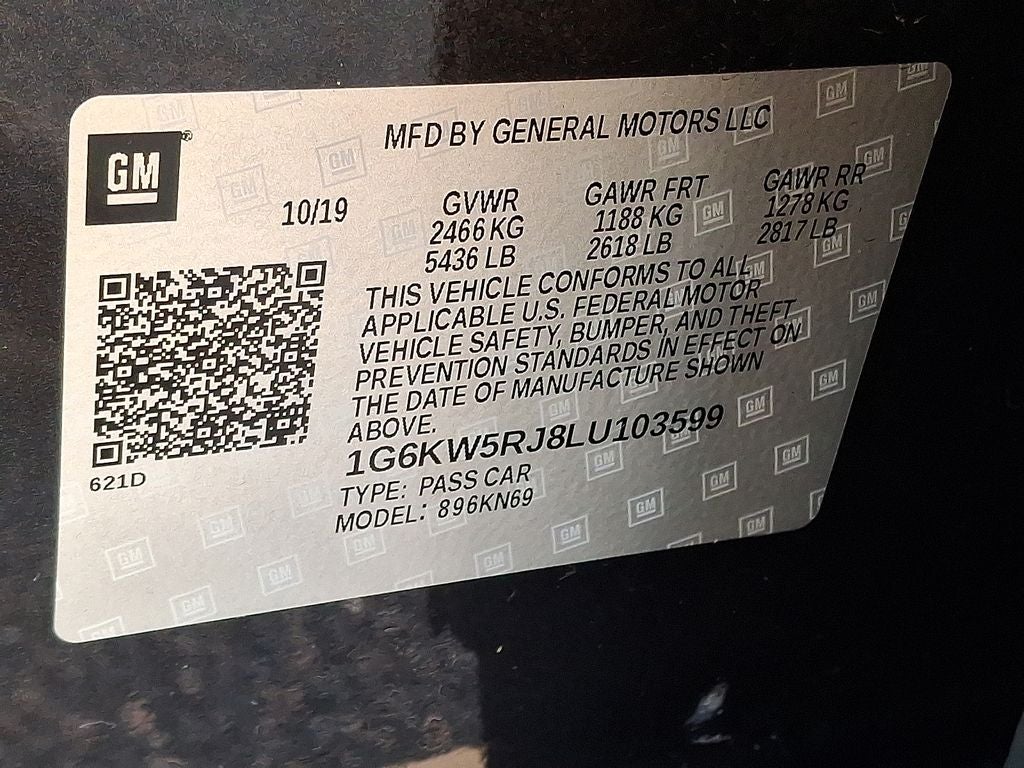 GM
MFD BY GENERAL MOTORS LLC
10/19
GVWR
2466 KG
5436 LB
GAWR FRT
1188 KG
2618 LB
GAWR RR
1278 KG
2817 LB
THIS VEHICLE CONFORMS TO ALL
APPLICABLE U.S. FEDERAL MOTOR
VEHICLE SAFETY, BUMPER, AND THEFT
PREVENTION STANDARDS IN EFFECT ON
THE DATE OF MANUFACTURE SHOWN
ABOVE.
1G6KW5RJ8LU103599
621D
TYPE: PASS CAR
MODEL: 896KN69